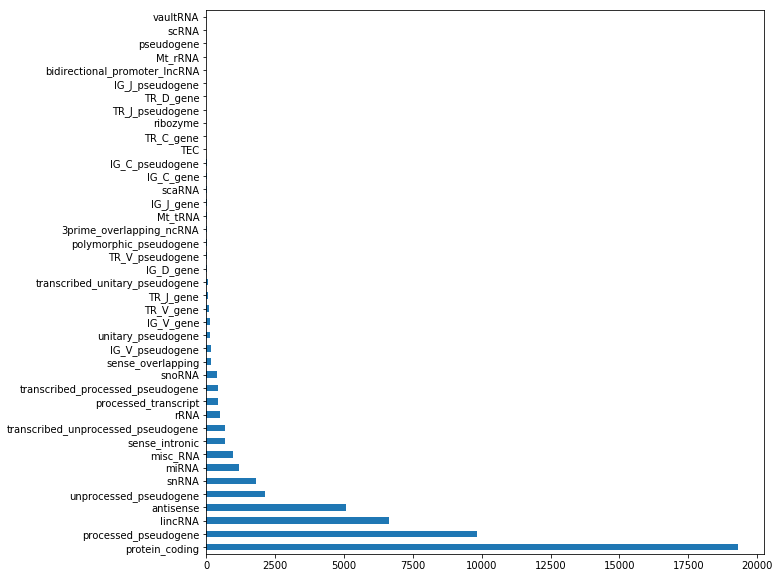 vaultRNA
scRNA
pseudogene
Mt_rRNA
bidirectional_promoter_lncRNA
IG_J_pseudogene
TR_D_gene
TR_J_pseudogene
ribozyme
TR_C_gene
TEC
IG_C_pseudogene
IG_C_gene
scaRNA
IG_J_gene
Mt_tRNA
3prime_overlapping_ncRNA
polymorphic_pseudogene
TR_V_pseudogene
IG_D_gene
transcribed_unitary_pseudogene
TR_J_gene
TR_V_gene
IG_V_gene
unitary_pseudogene
IG_V_pseudogene
sense_overlapping
snoRNA
transcribed_processed_pseudogene
processed_transcript
rRNA
transcribed_unprocessed_pseudogene
sense_intronic
misc_RNA
miRNA
snRNA
unprocessed_pseudogene
antisense
lincRNA
processed_pseudogene
protein_coding
0 2500 5000 7500 10000 12500 15000 17500 20000